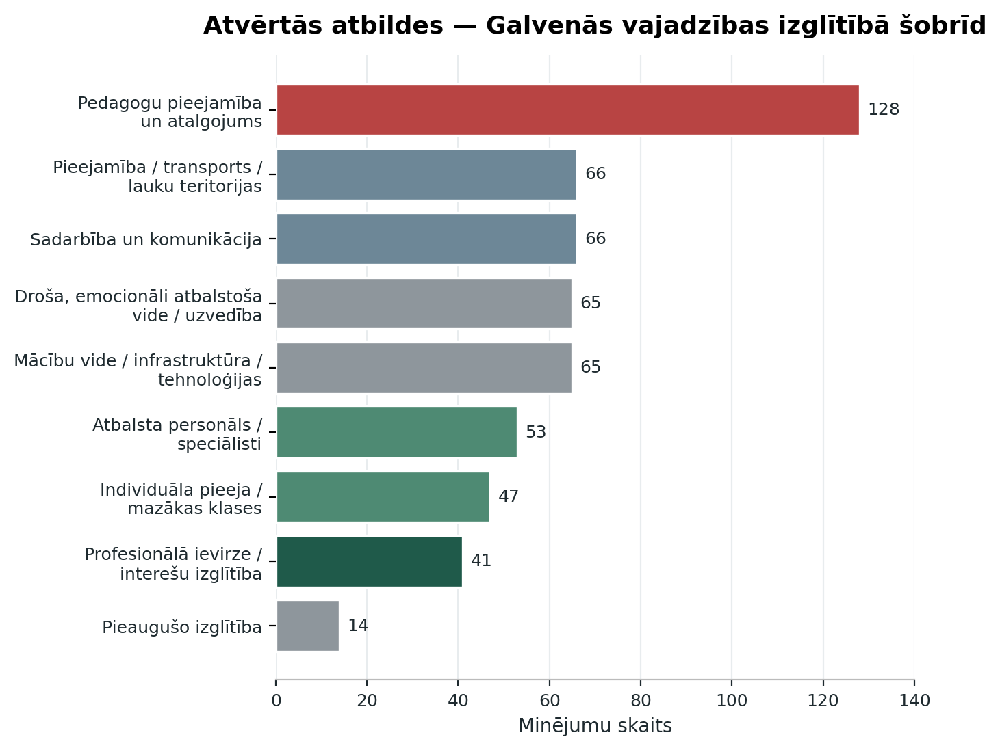 Atvērtās atbildes — Galvenās vajadzības izglītībā šobrīd
Pedagogu pieejamība
un atalgojums
128
Pieejamība / transports /
lauku teritorijas
66
Sadarbība un komunikācija
66
Droša, emocionāli atbalstoša
vide / uzvedība
65
Mācību vide / infrastruktūra /
tehnoloģijas
65
Atbalsta personāls /
speciālisti
53
Individuāla pieeja /
mazākas klases
47
Profesionālā ievirze /
interešu izglītība
41
Pieaugušo izglītība
14
0 20 40 60 80 100 120 140
Minējumu skaits